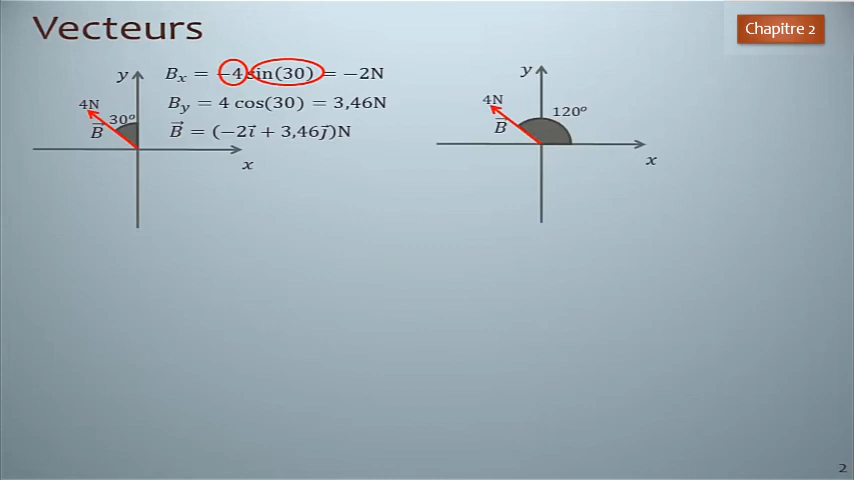 Vecteurs
Chapitre 2
y
4N
30°
B⃗
x
Bₓ = −4 sin(30) = −2N
B_y = 4 cos(30) = 3,46N
B⃗ = (−2i⃗ + 3,46j⃗)N
y
4N
120°
B⃗
x
2